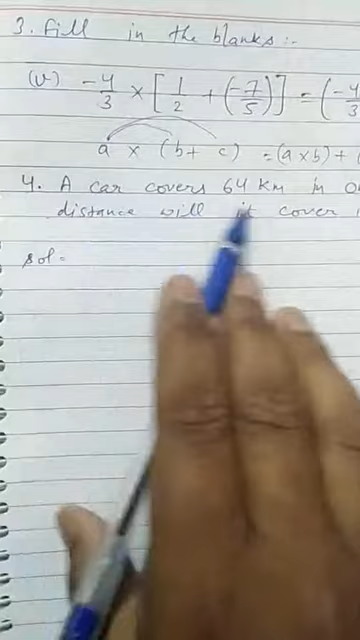 3. Fill in the blanks:-
(v) -4/3 × [1/2 + (-7/5)] = (-4/3
a × (b + c) = (a × b) + (
4. A car covers 64 km in
distance will it cover
Sol-